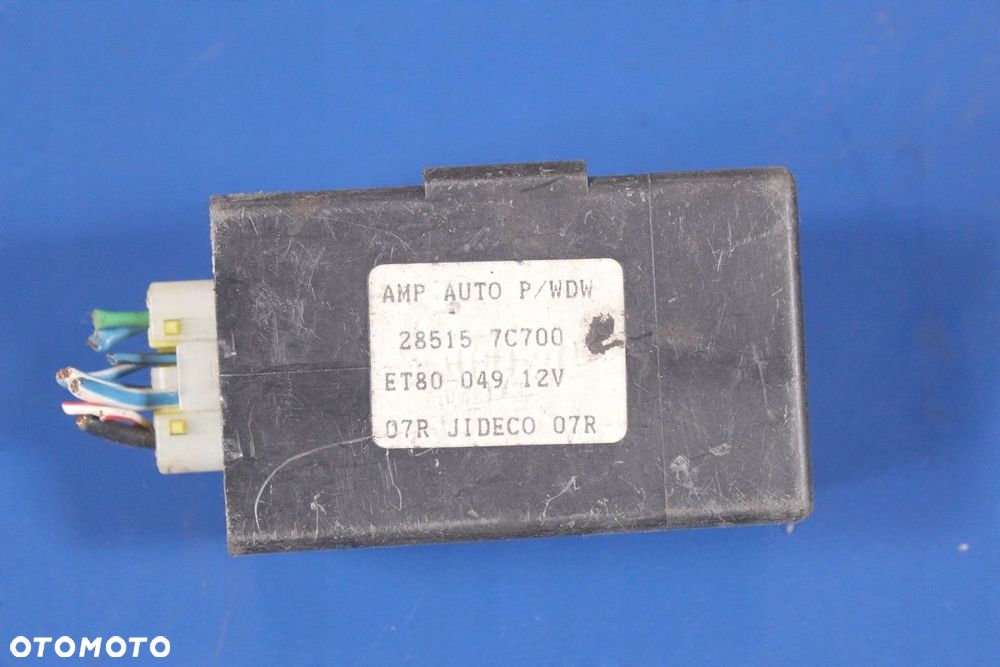 AMP AUTO P/WDW
28515 7C700
ET80-049 12V
07R JIDECO 07R
OTOMOTO